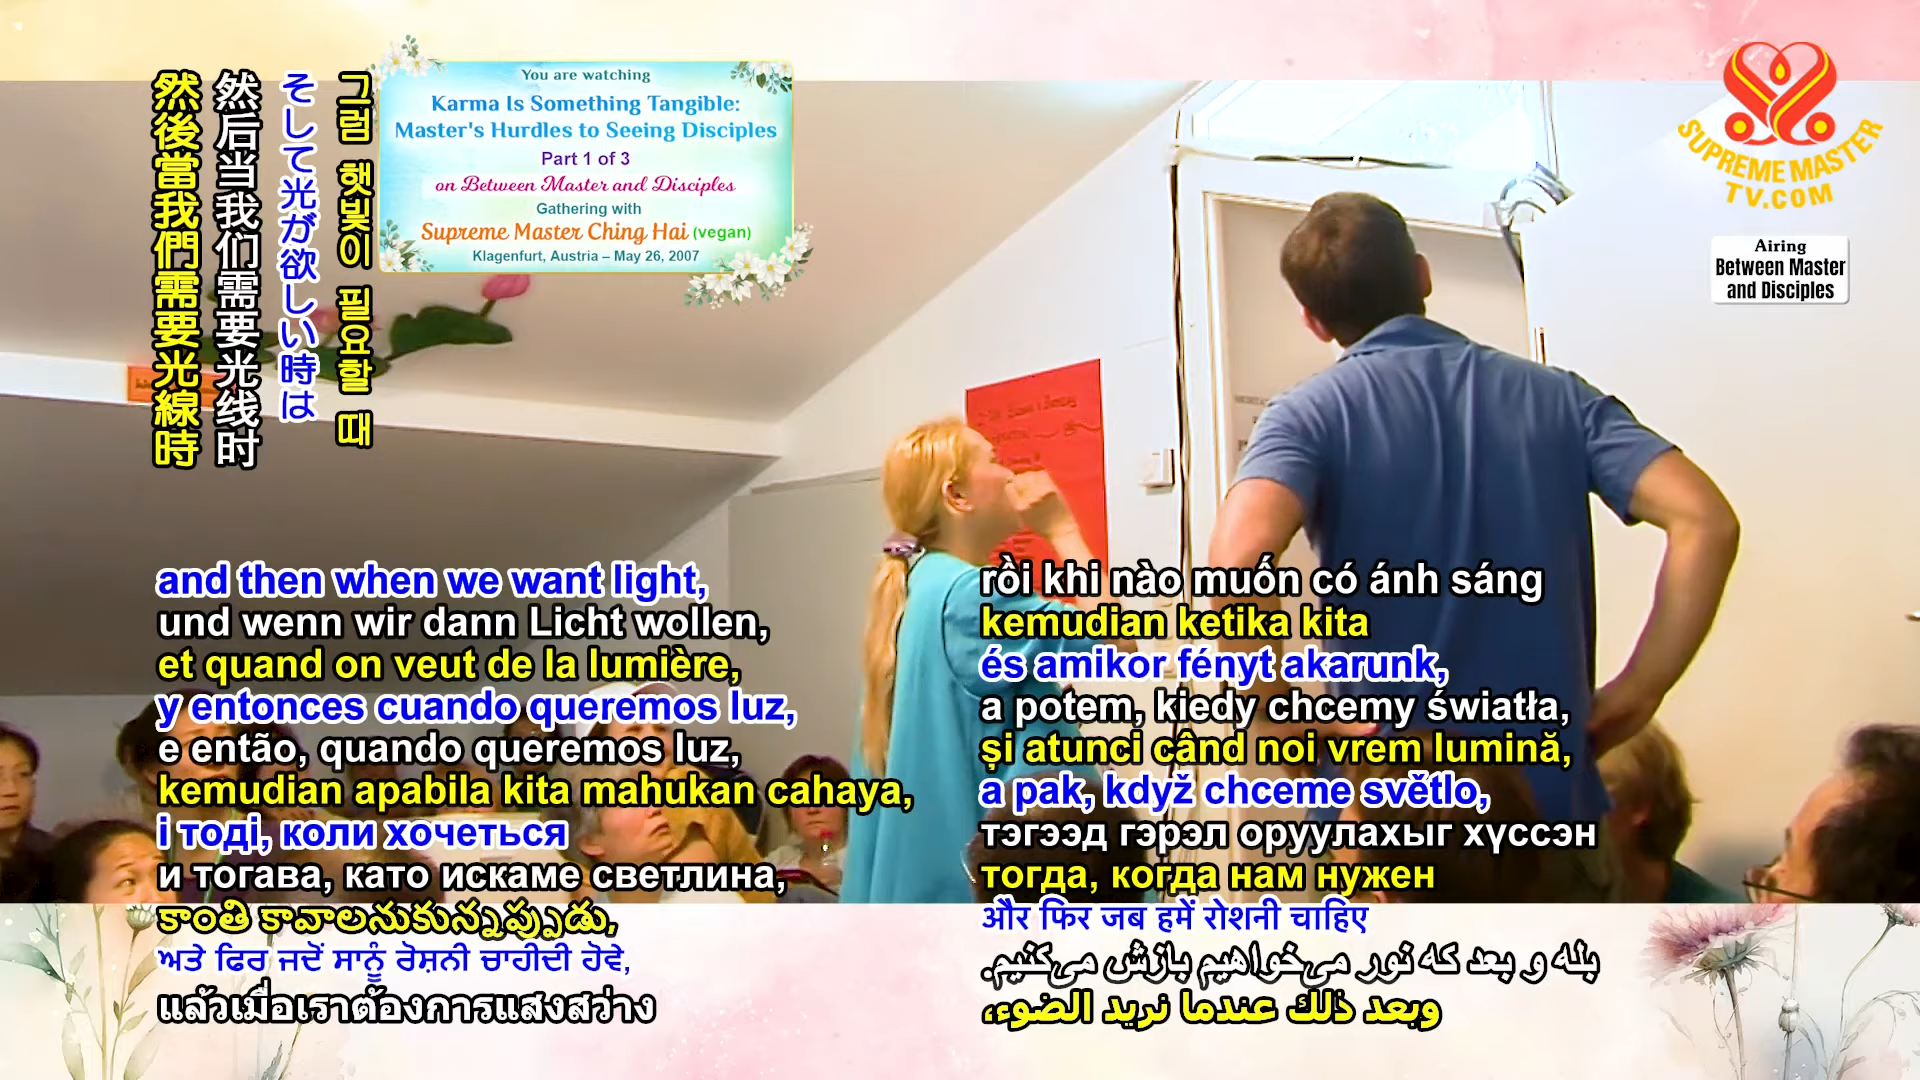 You are watching
Karma Is Something Tangible:
Master's Hurdles to Seeing Disciples
Part 1 of 3
on Between Master and Disciples
Gathering with
Supreme Master Ching Hai (vegan)
Klagenfurt, Austria – May 26, 2007
SUPREME MASTER
TV.COM
Airing
Between Master
and Disciples
그럼 햇빛이 필요할 때
そして光が欲しい時は
然后当我们需要光线时
然後當我們需要光線時
and then when we want light,
und wenn wir dann Licht wollen,
et quand on veut de la lumière,
y entonces cuando queremos luz,
e então, quando queremos luz,
kemudian apabila kita mahukan cahaya,
і тоді, коли хочеться
и тогава, като искаме светлина,
కాంతి కావాలనుకున్నప్పుడు,
ਅਤੇ ਫਿਰ ਜਦੋਂ ਸਾਨੂੰ ਰੋਸ਼ਨੀ ਚਾਹੀਦੀ ਹੋਵੇ,
แล้วเมื่อเราต้องการแสงสว่าง
rồi khi nào muốn có ánh sáng
kemudian ketika kita
és amikor fényt akarunk,
a potem, kiedy chcemy światła,
și atunci când noi vrem lumină,
a pak, když chceme světlo,
тэгээд гэрэл оруулахыг хүссэн
тогда, когда нам нужен
और फिर जब हमें रोशनी चाहिए
بله و بعد که نور می‌خواهیم بازش می‌کنیم.
وبعد ذلك عندما نريد الضوء،